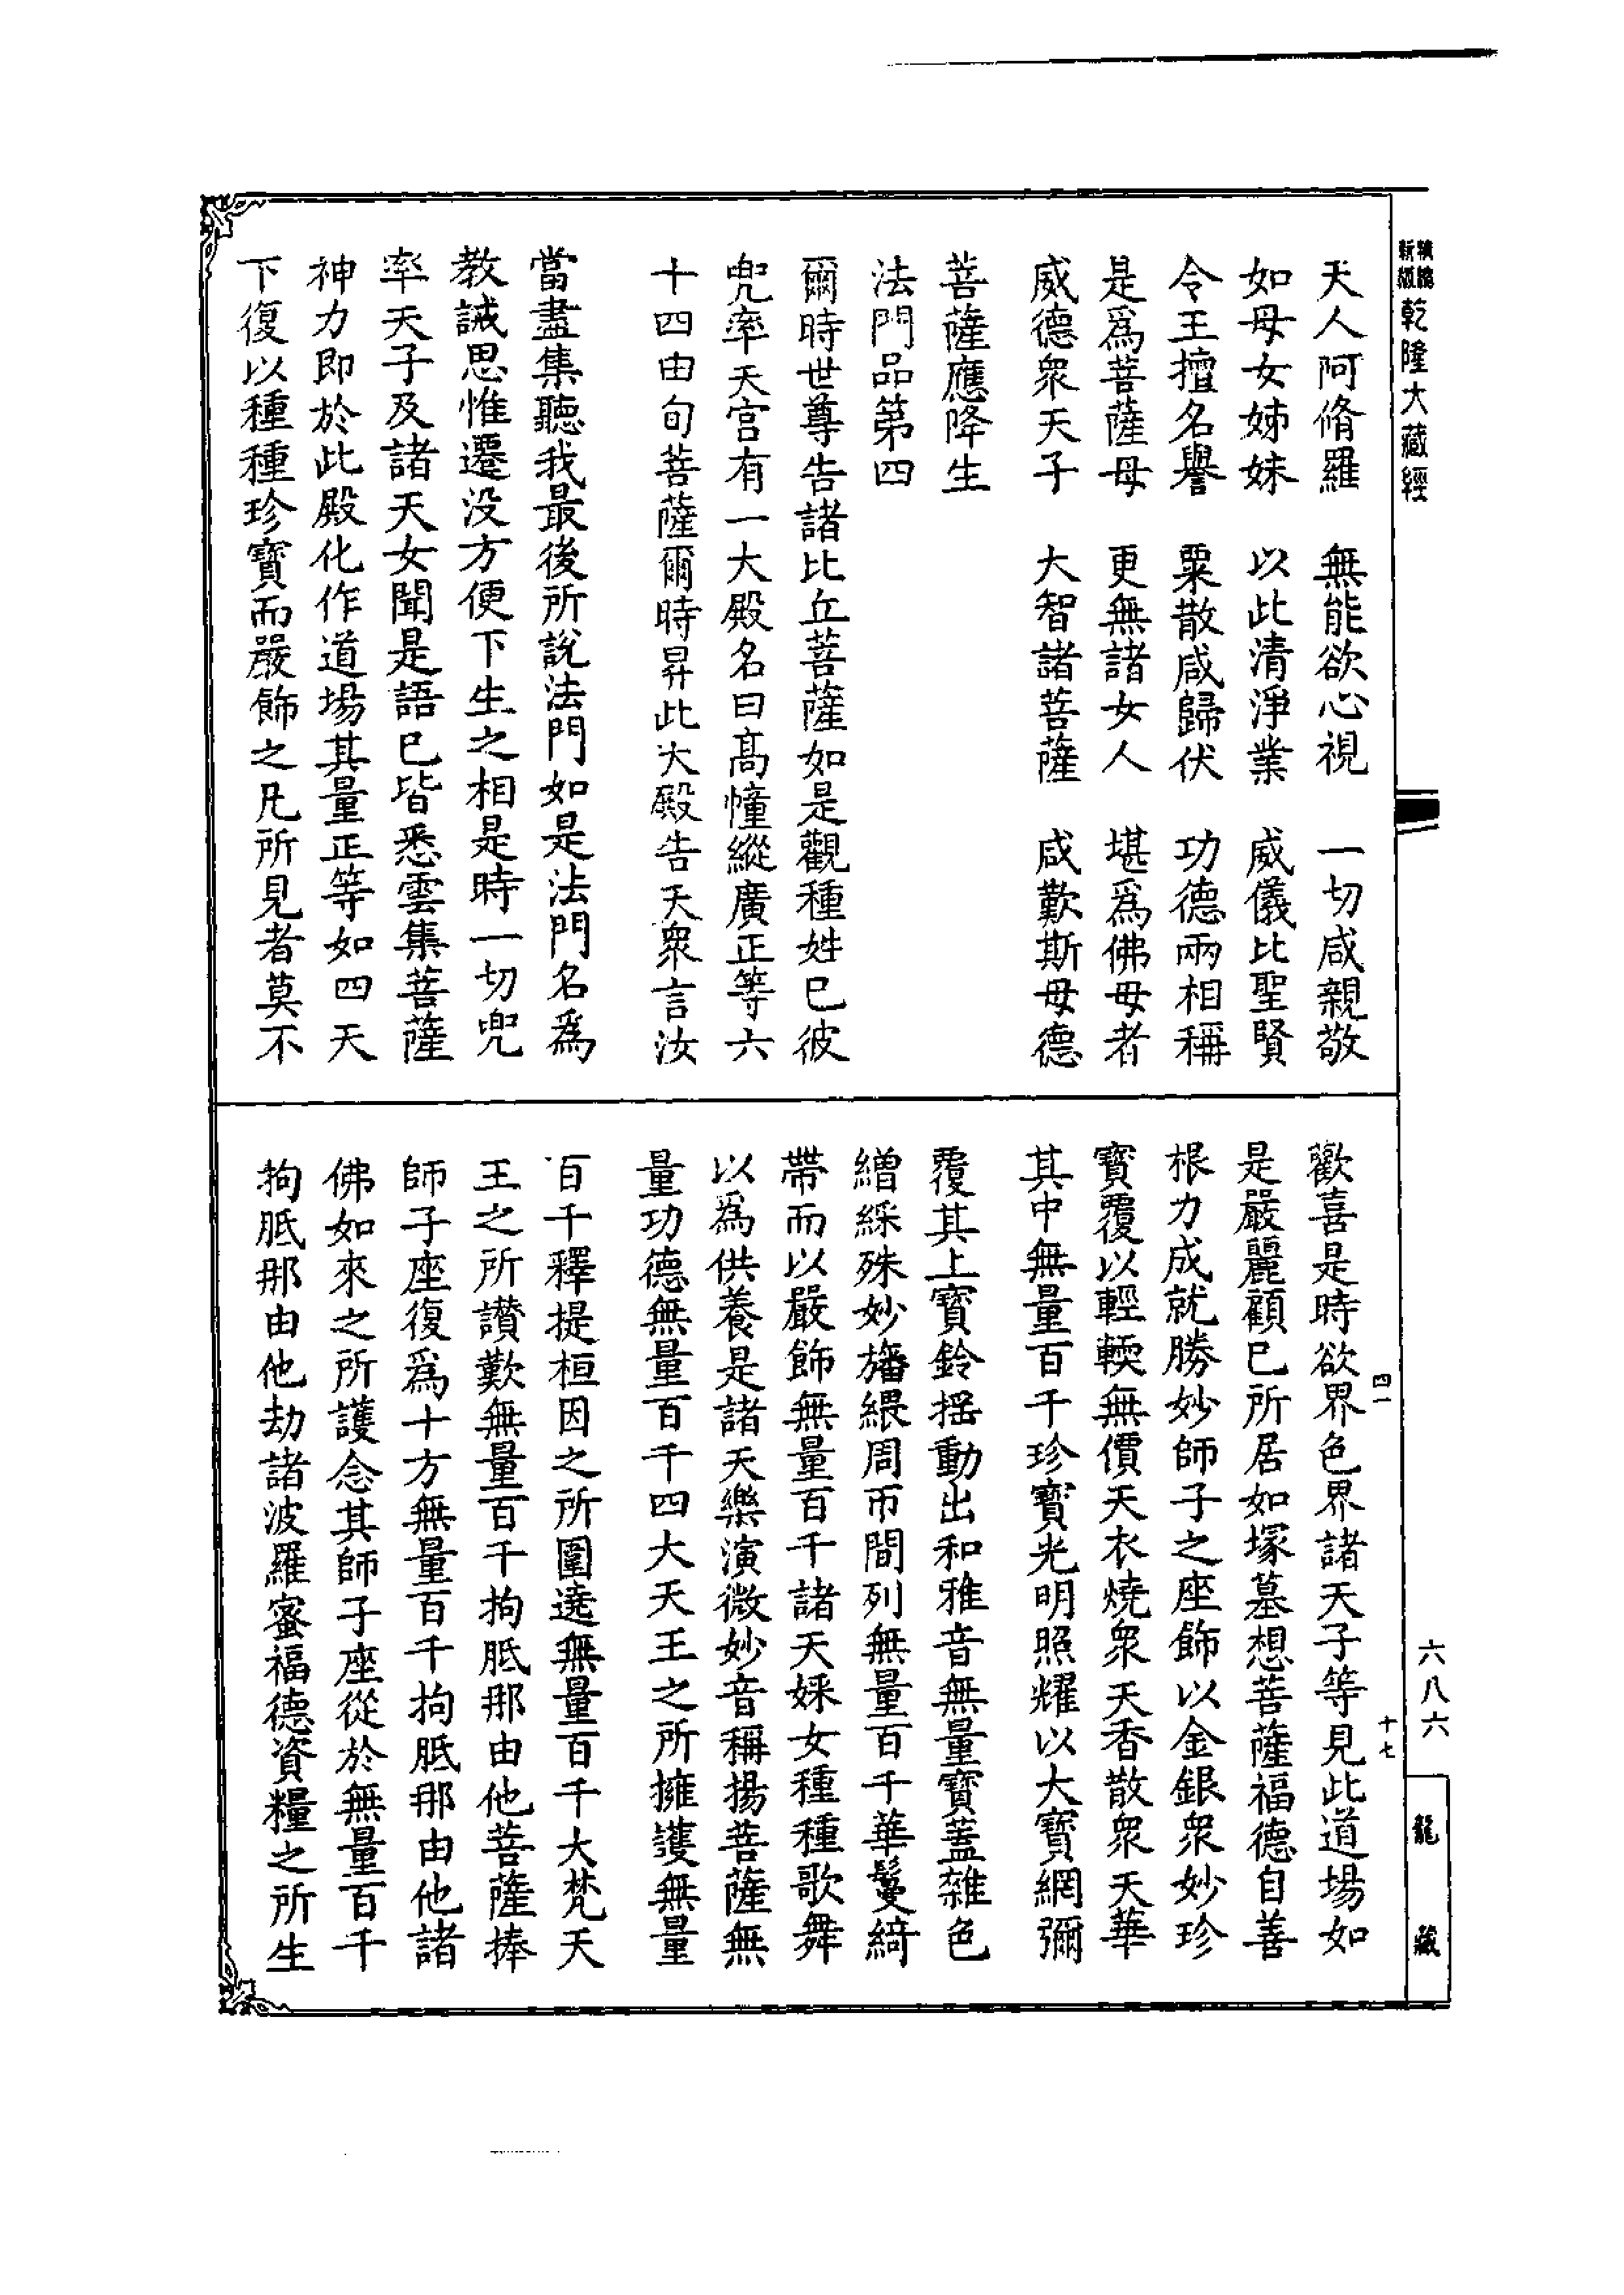 乾隆大藏經
天人阿脩羅　無能欲心視　一切咸親敬
如母女姊妹　以此清淨業　威儀比聖賢
令王擅名譽　粟散咸歸伏　功德兩相稱
是爲菩薩母　更無諸女人　堪爲佛母者
威德衆天子　大智諸菩薩　咸歎斯母德
菩薩應降生
法門品第四
爾時世尊告諸比丘菩薩如是觀種姓已彼
兜率天宮有一大殿名曰高幢縱廣正等六
十四由旬菩薩爾時昇此大殿告天衆言汝
當盡集聽我最後所說法門如是法門名爲
教誡思惟遷没方便下生之相是時一切兜
率天子及諸天女聞是語已皆悉雲集菩薩
神力即於此殿化作道場其量正等如四天
下復以種種珍寶而嚴飾之凡所見者莫不
歡喜是時欲界色界諸天子等見此道場如
是嚴麗顧已所居如塚墓想菩薩福德自善
根力成就勝妙師子之座飾以金銀衆妙珍
寶覆以輕輭無價天衣燒衆天香散衆天華
其中無量百千珍寶光明照耀以大寶網彌
覆其上寶鈴搖動出和雅音無量寶蓋雜色
繒綵殊妙旛緦周帀間列無量百千華鬘綺
帶而以嚴飾無量百千諸天婇女種種歌舞
以爲供養是諸天樂演微妙音稱揚菩薩無
量功德無量百千四大天王之所擁護無量
百千釋提桓因之所圍遶無量百千大梵天
王之所讚歎無量百千拘胝那由他菩薩捧
師子座復爲十方無量百千拘胝那由他諸
佛如來之所護念其師子座從於無量百千
拘胝那由他劫諸波羅蜜福德資糧之所生
四一
十七
六八六
龍藏